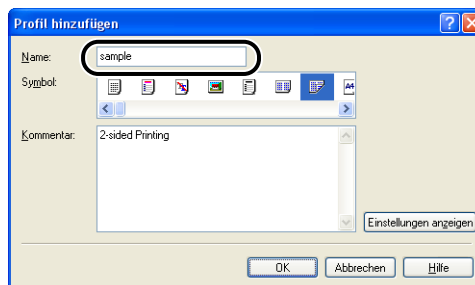 Profil hinzufügen
Name:
sample
Symbol:
Kommentar:
2-sided Printing
Einstellungen anzeigen
OK
Abbrechen
Hilfe